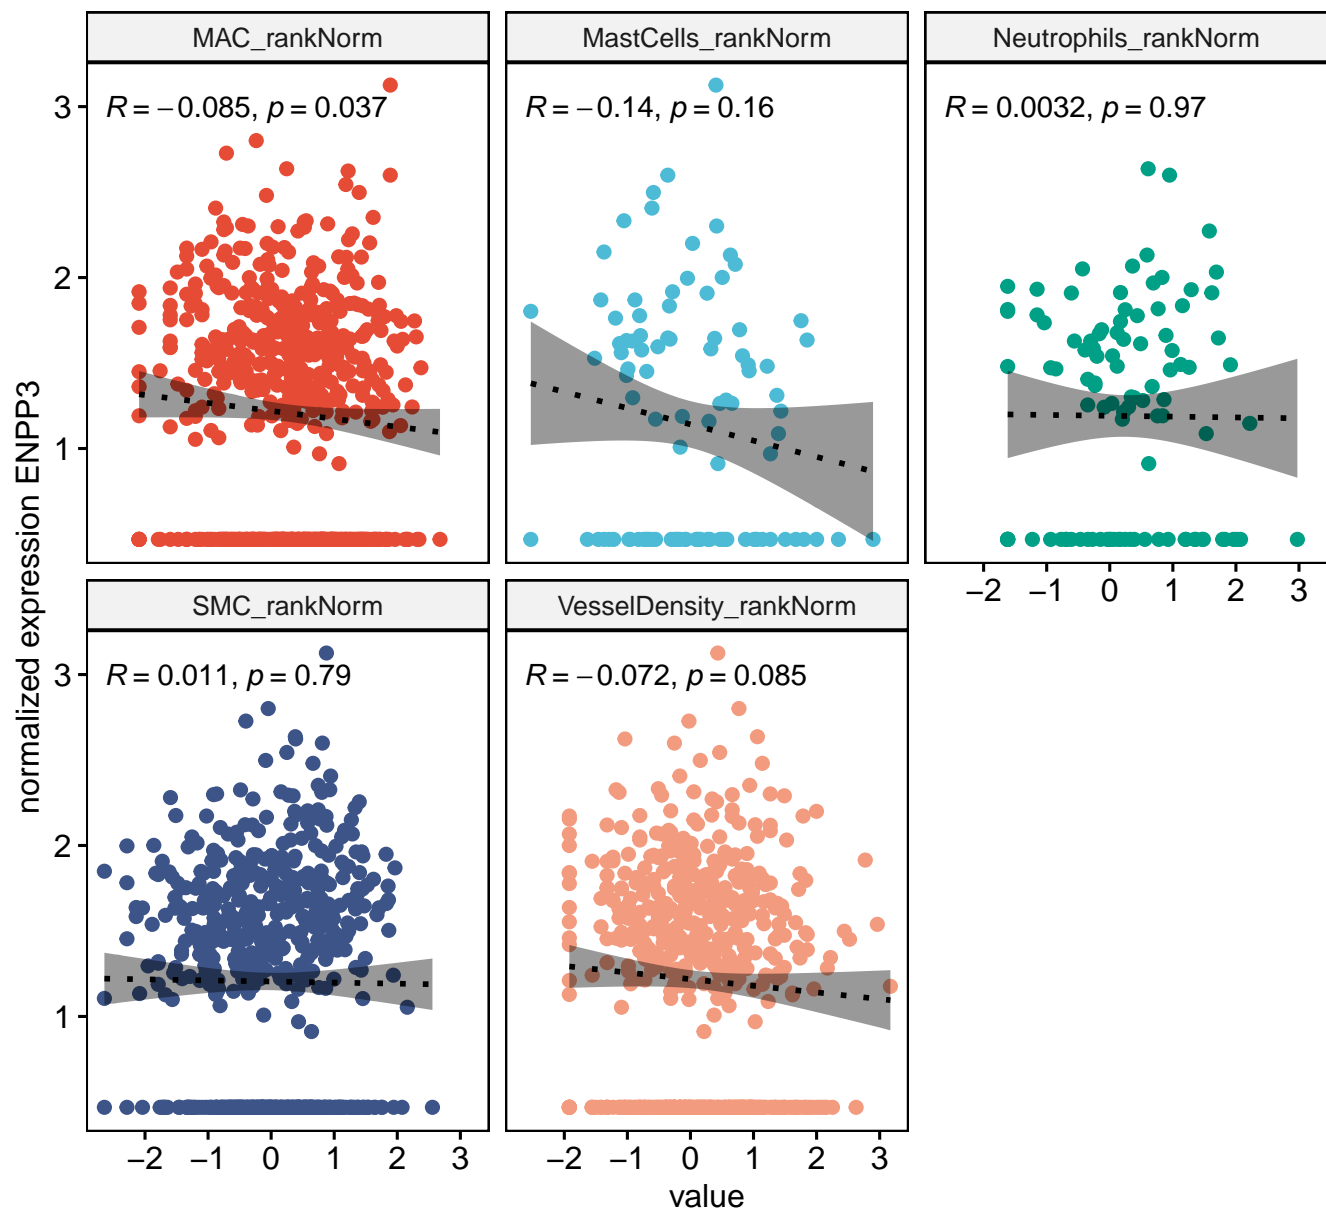 MAC_rankNorm
MastCells_rankNorm
Neutrophils_rankNorm
R = −0.085, p = 0.037
R = −0.14, p = 0.16
R = 0.0032, p = 0.97
3
2
1
−2 −1 0 1 2 3
SMC_rankNorm
VesselDensity_rankNorm
R = 0.011, p = 0.79
R = −0.072, p = 0.085
3
2
1
−2 −1 0 1 2 3
−2 −1 0 1 2 3
value
normalized expression ENPP3